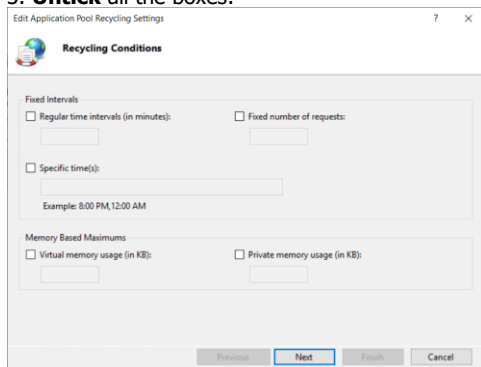 5. Untick all the boxes.
Edit Application Pool Recycling Settings ? ×
Recycling Conditions
Fixed Intervals
Regular time intervals (in minutes): Fixed number of requests:
Specific time(s):
Example: 8:00 PM,12:00 AM
Memory Based Maximums
Virtual memory usage (in KB): Private memory usage (in KB):
Previous Next Finish Cancel